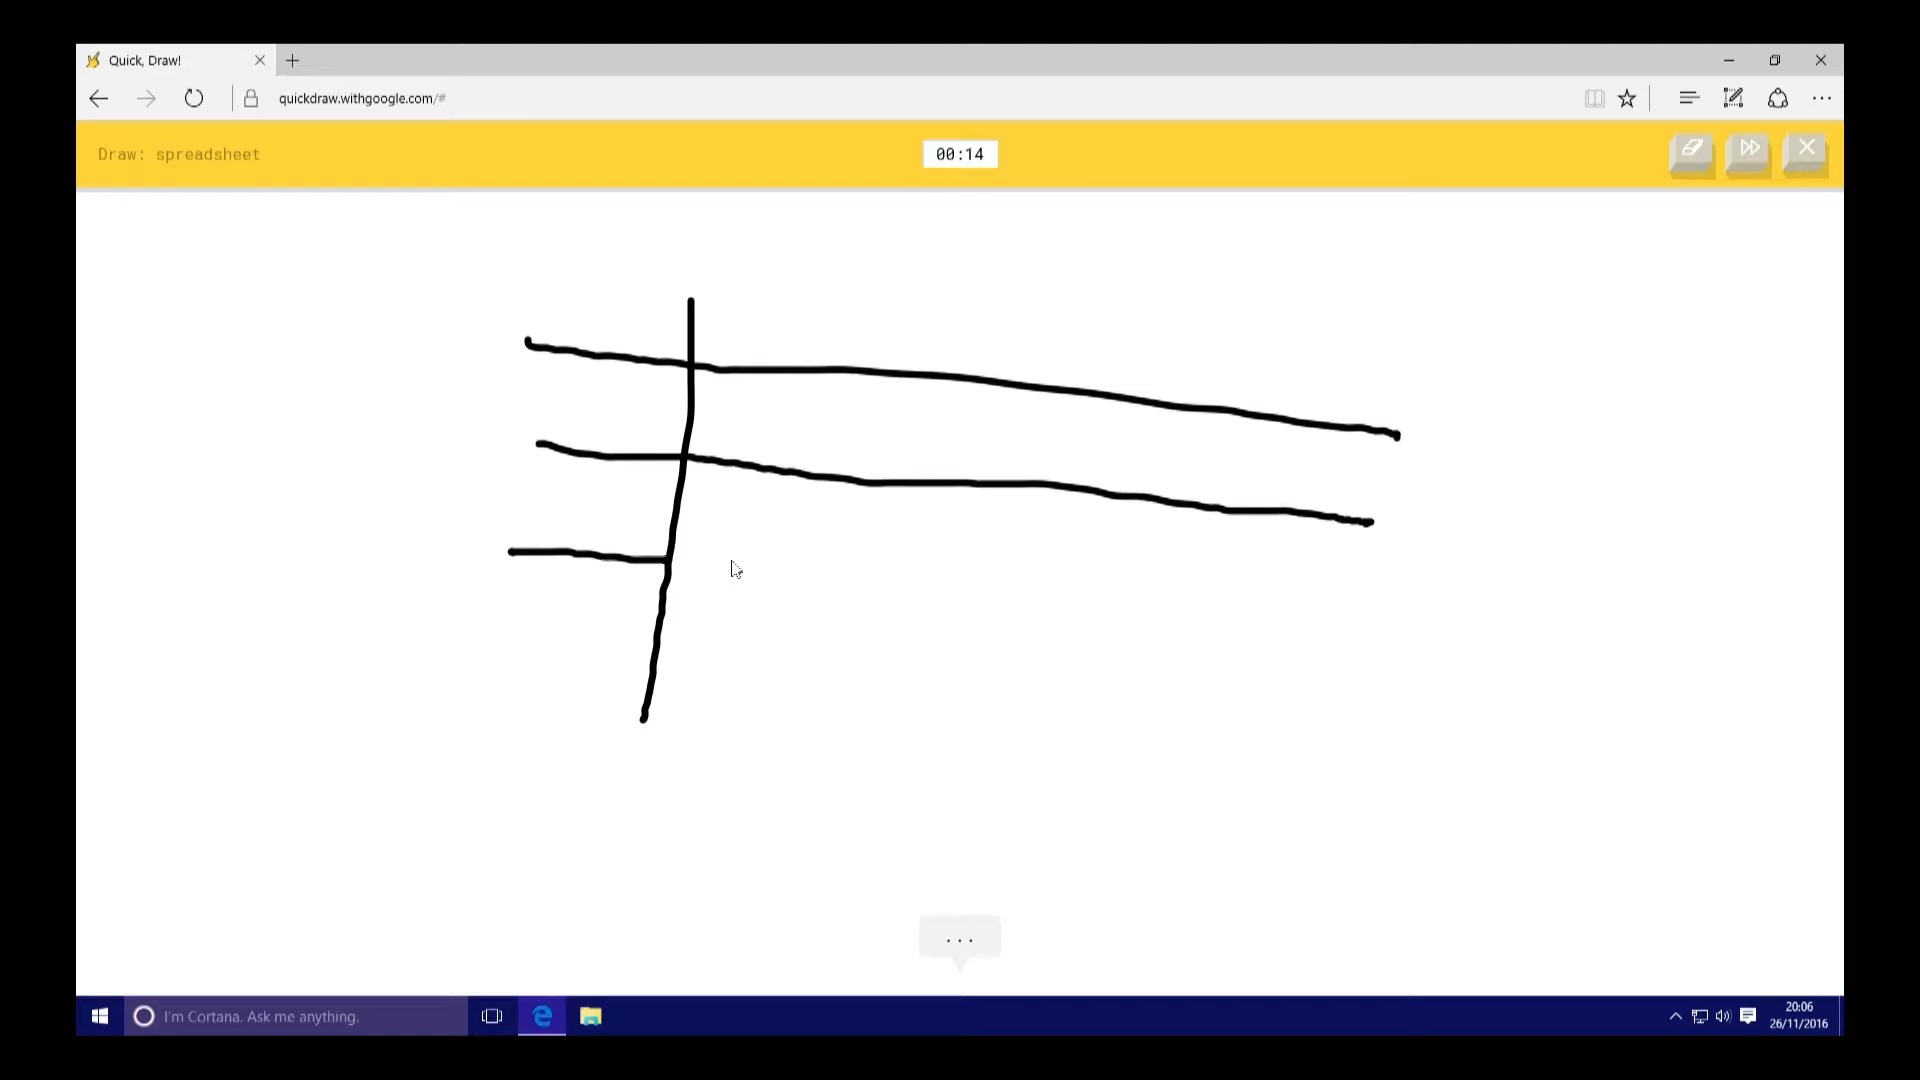 Quick, Draw!
quickdraw.withgoogle.com/#
Draw: spreadsheet
00:14
...
I'm Cortana. Ask me anything.
20:06
26/11/2016